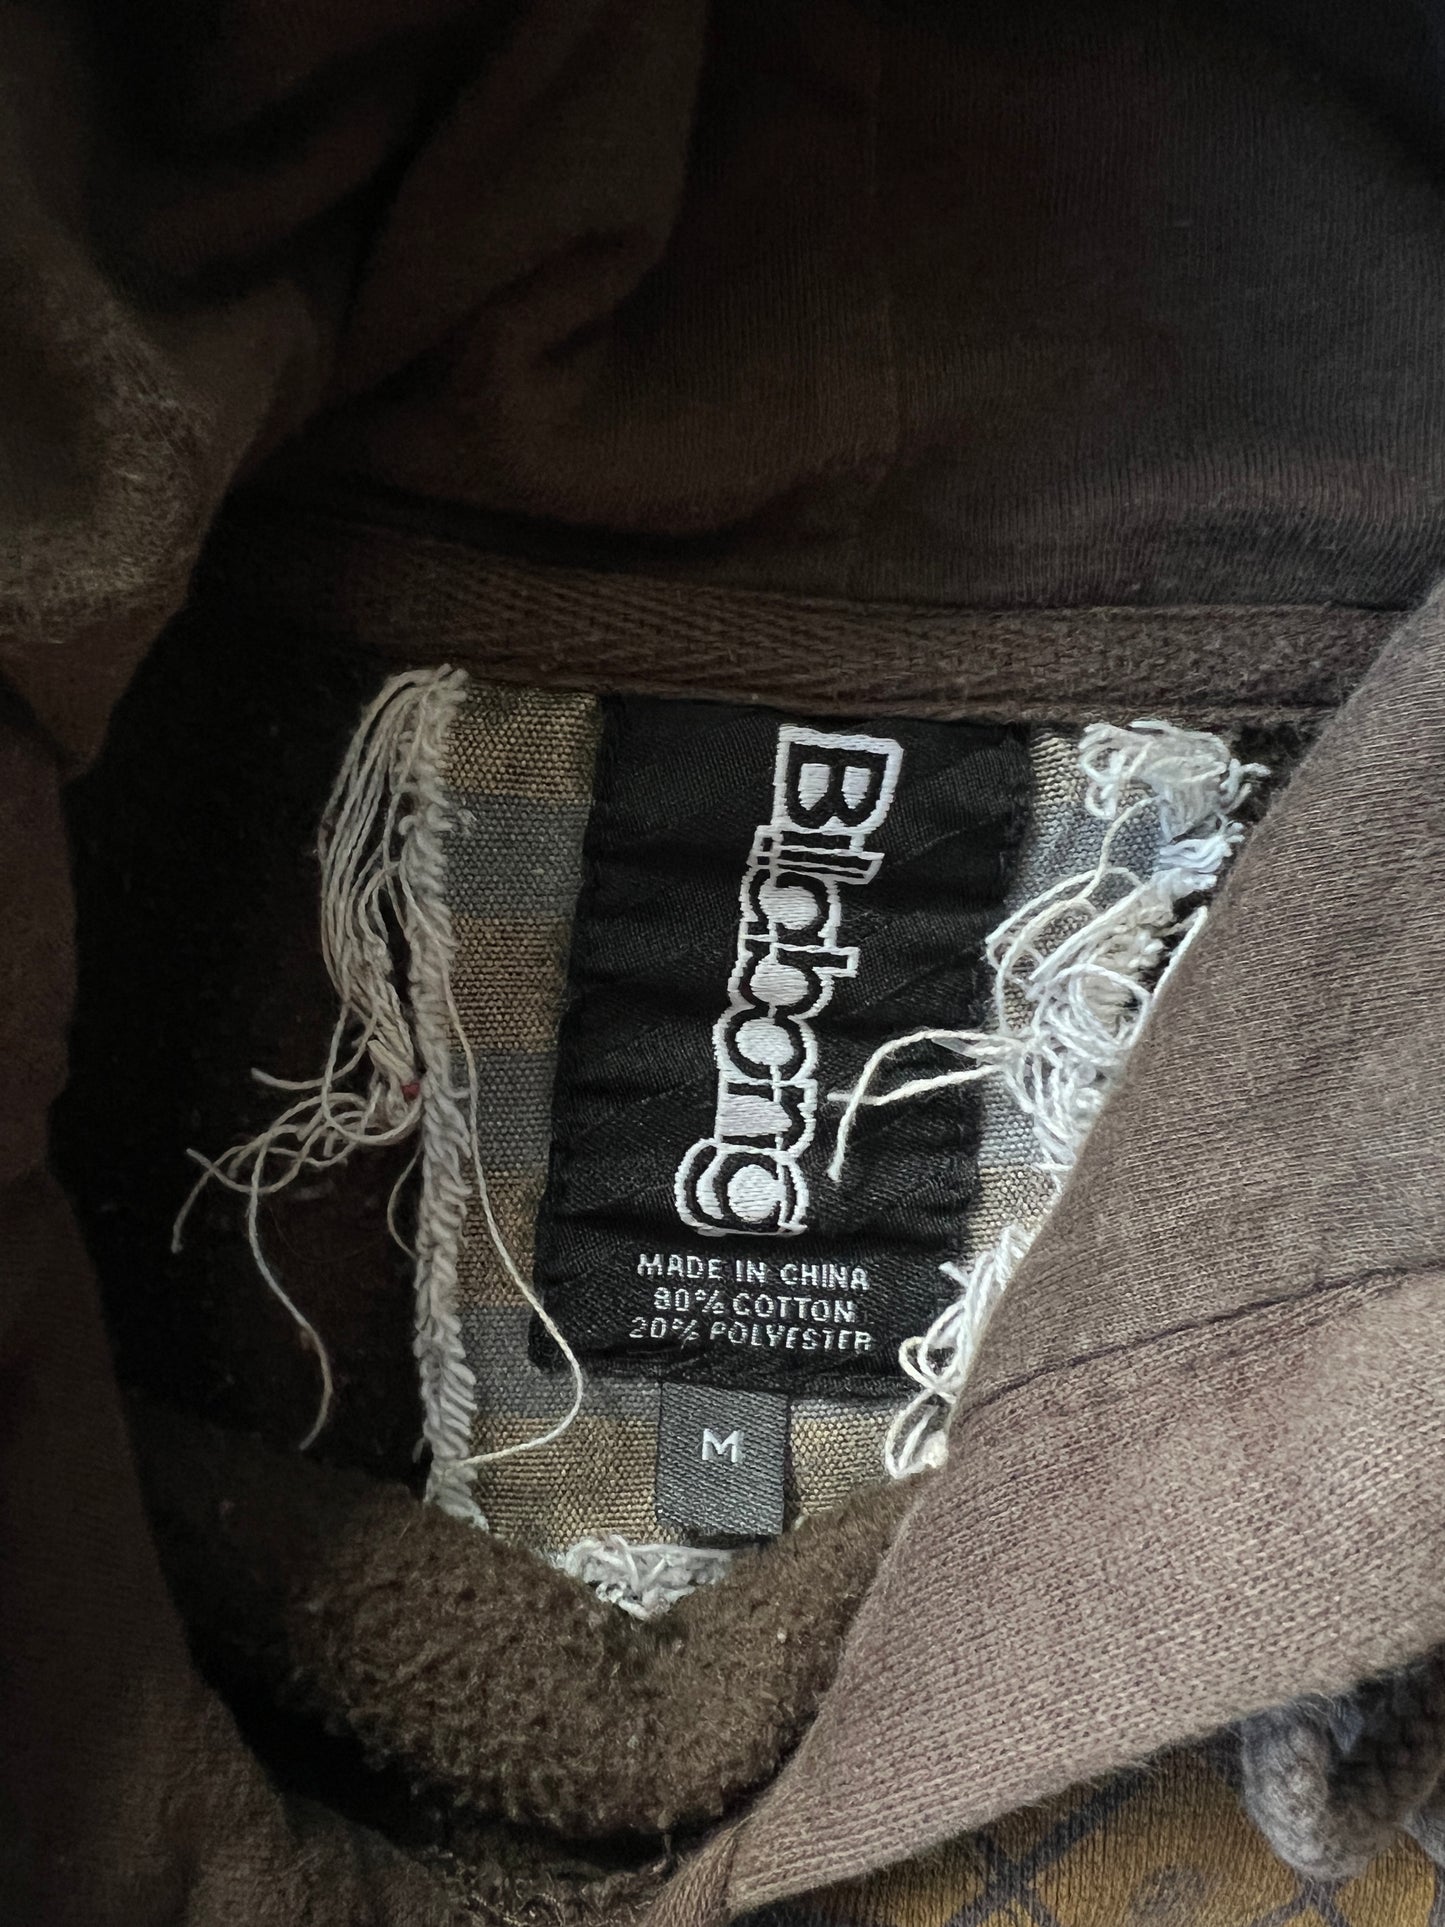 Billabong
MADE IN CHINA
80% COTTON
20% POLYESTER
M